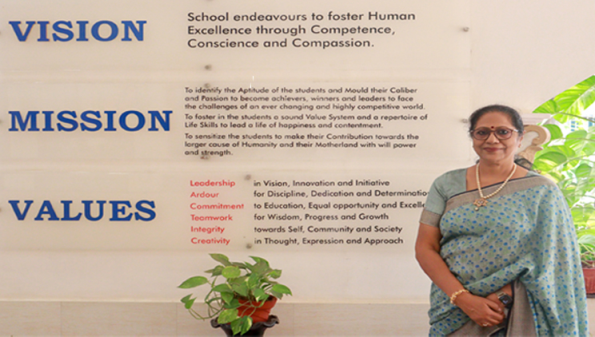 VISION
School endeavours to foster Human
Excellence through Competence,
Conscience and Compassion.
MISSION
To identify the Aptitude of the students and Mould their Caliber
and Passion to become achievers, winners and leaders to face
the challenges of an ever changing and highly competitive world.
To foster in the students a sound Value System and a repertoire of
Life Skills to lead a life of happiness and contentment.
To sensitize the students to make their Contribution towards the
larger cause of Humanity and their Motherland with will power
and strength.
VALUES
Leadership in Vision, Innovation and Initiative
Ardour for Discipline, Dedication and Determination
Commitment to Education, Equal opportunity and Excelle
Teamwork for Wisdom, Progress and Growth
Integrity towards Self, Community and Society
Creativity in Thought, Expression and Approach